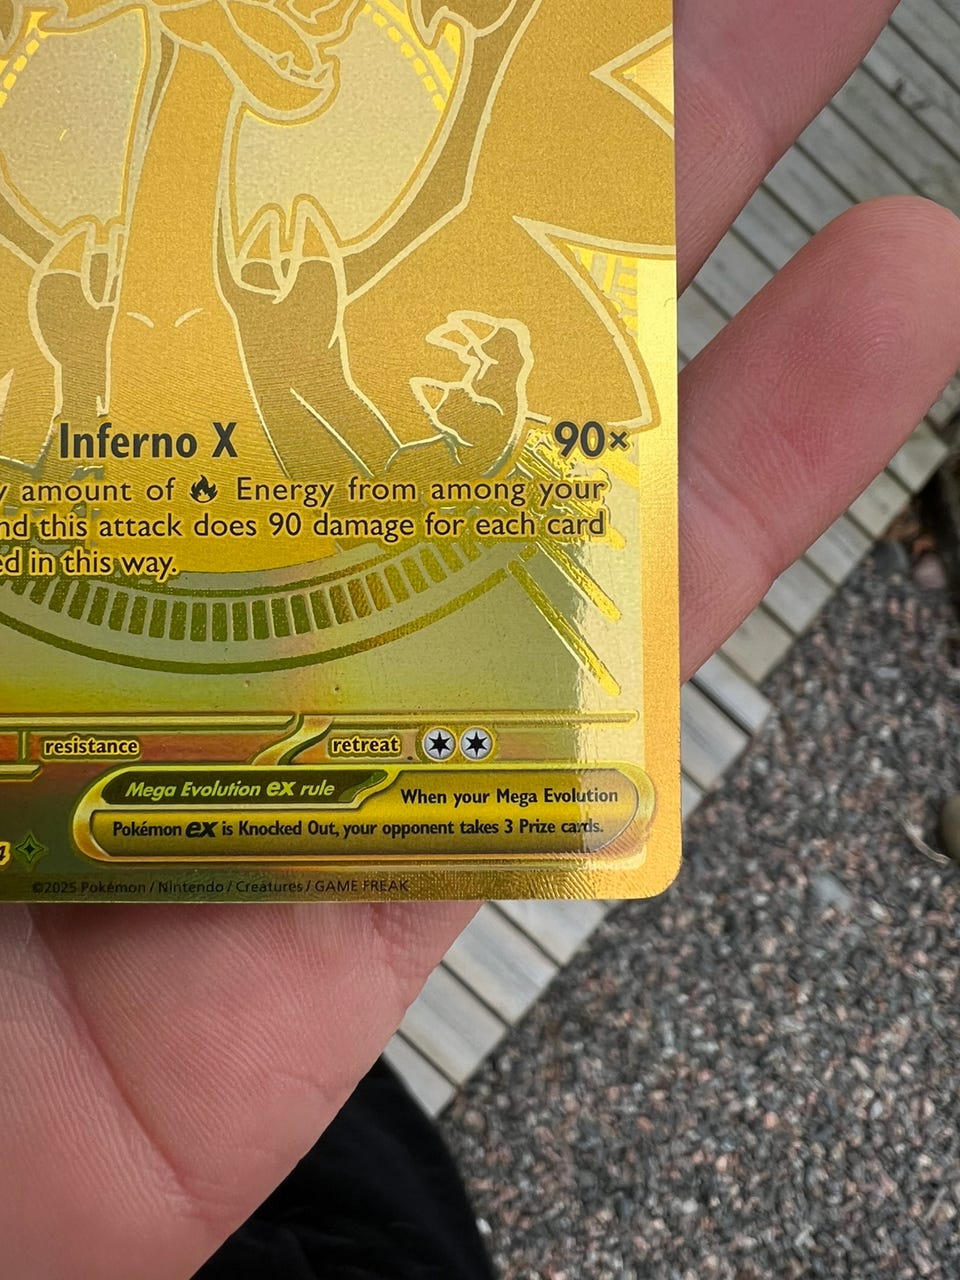 Inferno X 90×
amount of Energy from among your
this attack does 90 damage for each card
in this way.
resistance retreat
Mega Evolution ex rule When your Mega Evolution
Pokémon ex is Knocked Out, your opponent takes 3 Prize cards.
©2025 Pokémon / Nintendo / Creatures / GAME FREAK